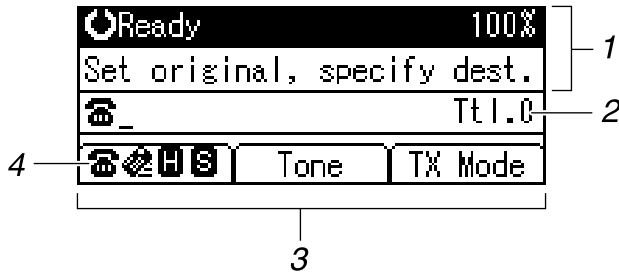 Ready 100%
Set original, specify dest.
_ Ttl.0
H S Tone TX Mode
1
2
3
4